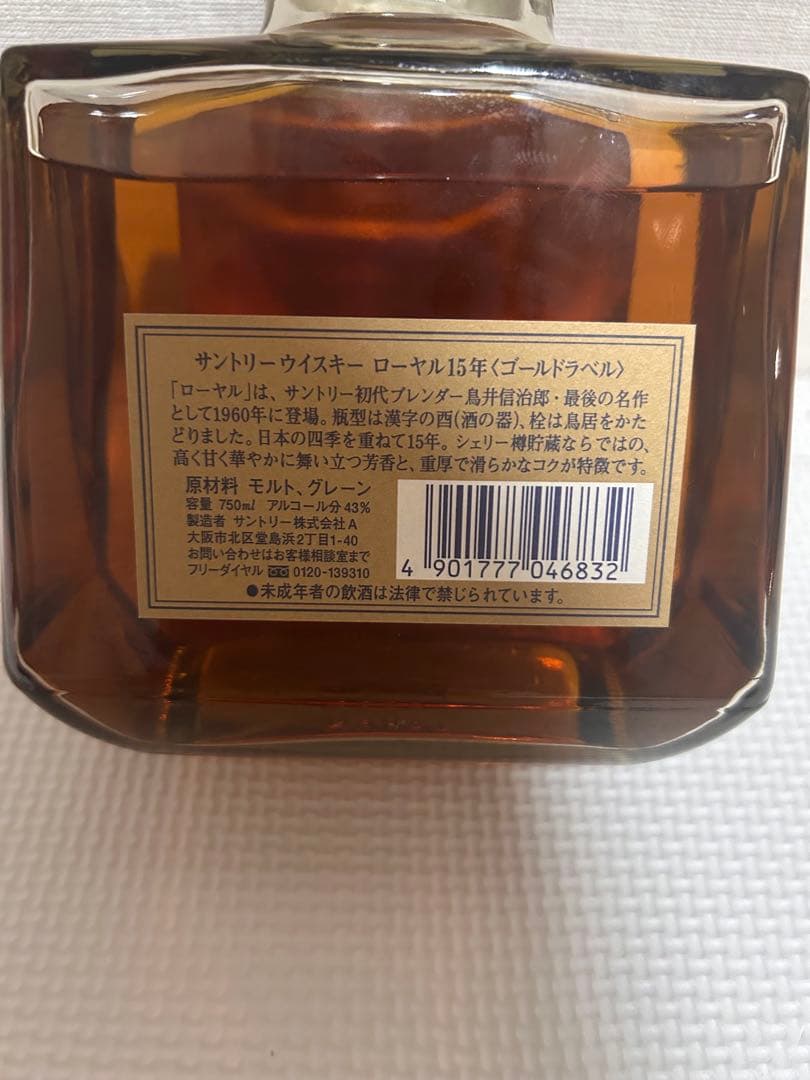 サントリーウイスキー ローヤル15年〈ゴールドラベル〉
「ローヤル」は、サントリー初代ブレンダー鳥井信治郎・最後の名作
として1960年に登場。瓶型は漢字の酉(酒の器)、栓は鳥居をかた
どりました。日本の四季を重ねて15年。シェリー樽貯蔵ならではの、
高く甘く華やかに舞い立つ芳香と、重厚で滑らかなコクが特徴です。
原材料 モルト、グレーン
容量 750ml アルコール分43%
製造者 サントリー株式会社A
大阪市北区堂島浜2丁目1-40
お問い合わせはお客様相談室まで
フリーダイヤル 0120-139310
4 901777 046832
●未成年者の飲酒は法律で禁じられています。